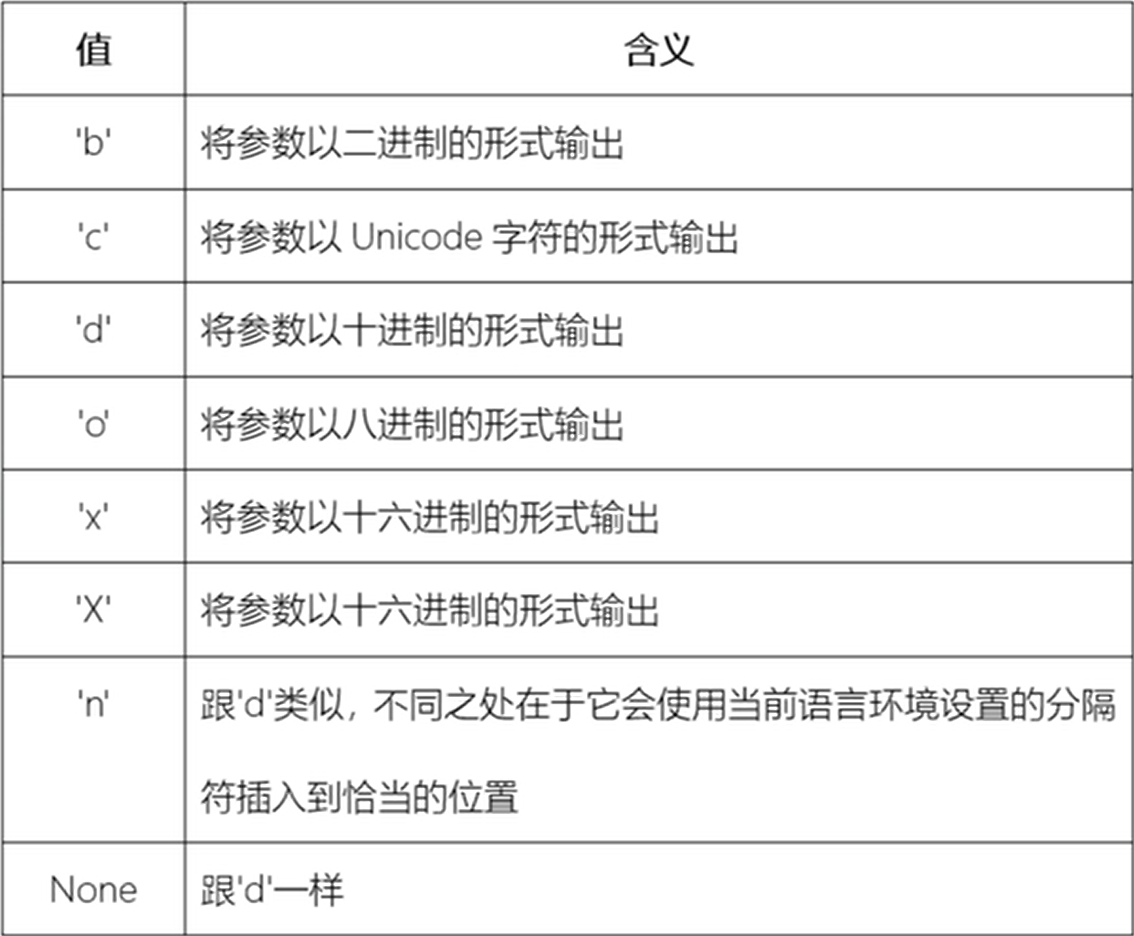 值 含义
'b' 将参数以二进制的形式输出
'c' 将参数以 Unicode 字符的形式输出
'd' 将参数以十进制的形式输出
'o' 将参数以八进制的形式输出
'x' 将参数以十六进制的形式输出
'X' 将参数以十六进制的形式输出
'n' 跟'd'类似，不同之处在于它会使用当前语言环境设置的分隔
符插入到恰当的位置
None 跟'd'一样